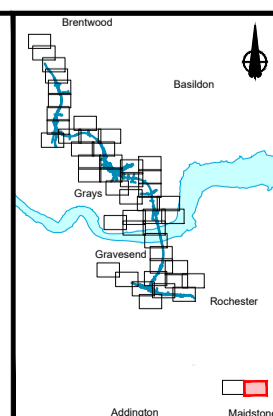 Brentwood
Basildon
Grays
Gravesend
Rochester
Addington
Maidstone